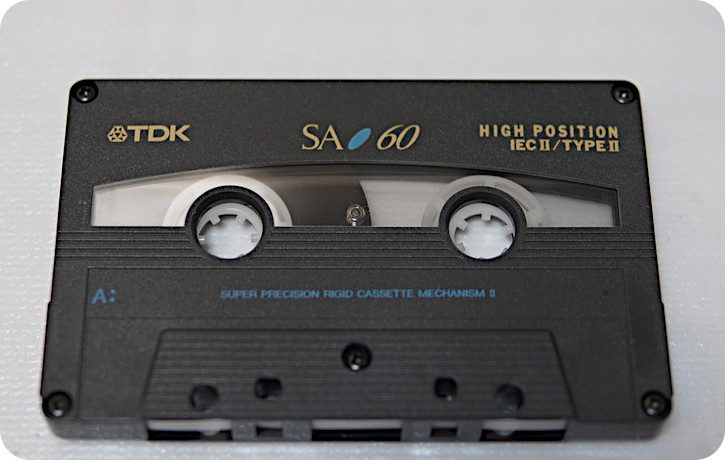 TDK
SA 60
HIGH POSITION
IEC II/TYPE II
A:
SUPER PRECISION RIGID CASSETTE MECHANISM II